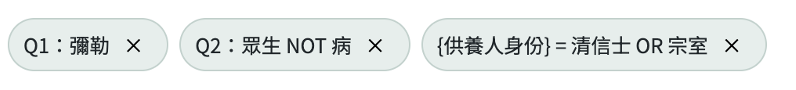 Q1：彌勒 ×
Q2：眾生 NOT 病 ×
{供養人身份} = 清信士 OR 宗室 ×